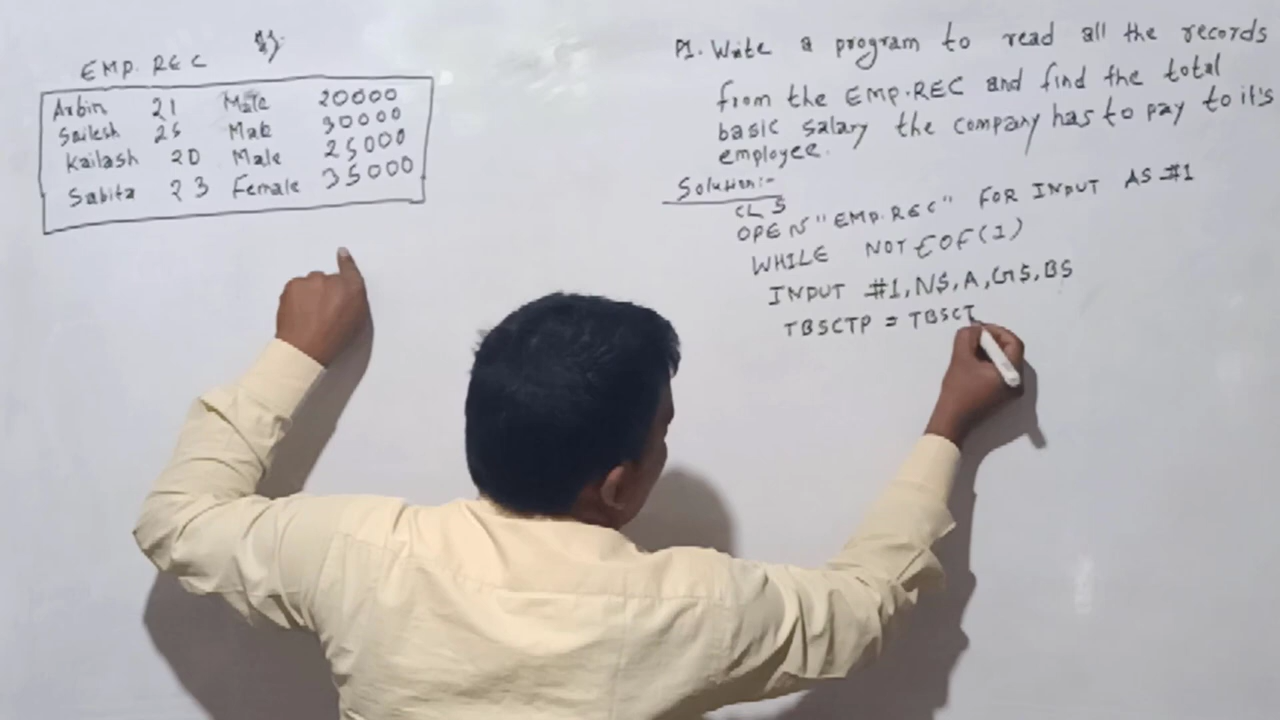 EMP.REC
Arbin 21 Male 20000
Sailesh 25 Male 30000
Kailash 20 Male 25000
Sabita 23 Female 35000
P1. Write a program to read all the records
from the EMP.REC and find the total
basic salary the company has to pay to it's
employee.
Solution:-
CLS
OPEN "EMP.REC" FOR INPUT AS #1
WHILE NOT EOF(1)
INPUT #1, N$, A, G$, BS
TBSCTP = TBSCT